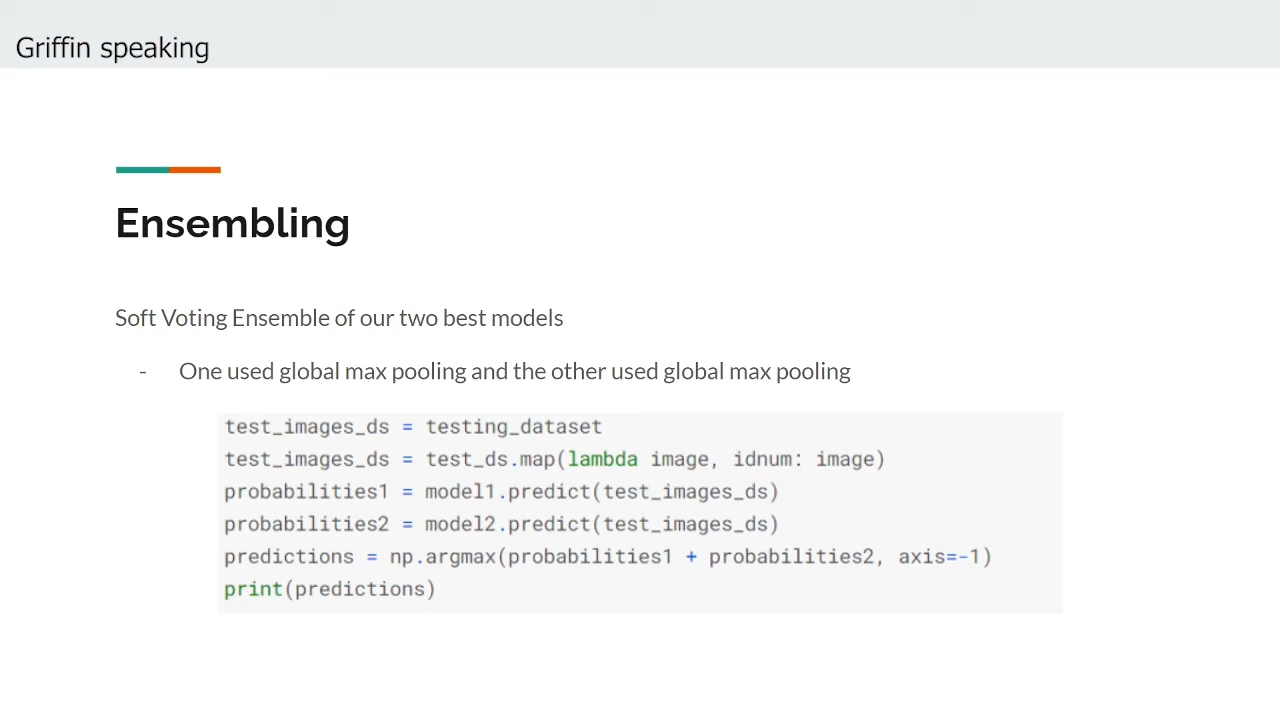 Griffin speaking
Ensembling
Soft Voting Ensemble of our two best models
- One used global max pooling and the other used global max pooling
test_images_ds = testing_dataset
test_images_ds = test_ds.map(lambda image, idnum: image)
probabilities1 = model1.predict(test_images_ds)
probabilities2 = model2.predict(test_images_ds)
predictions = np.argmax(probabilities1 + probabilities2, axis=-1)
print(predictions)